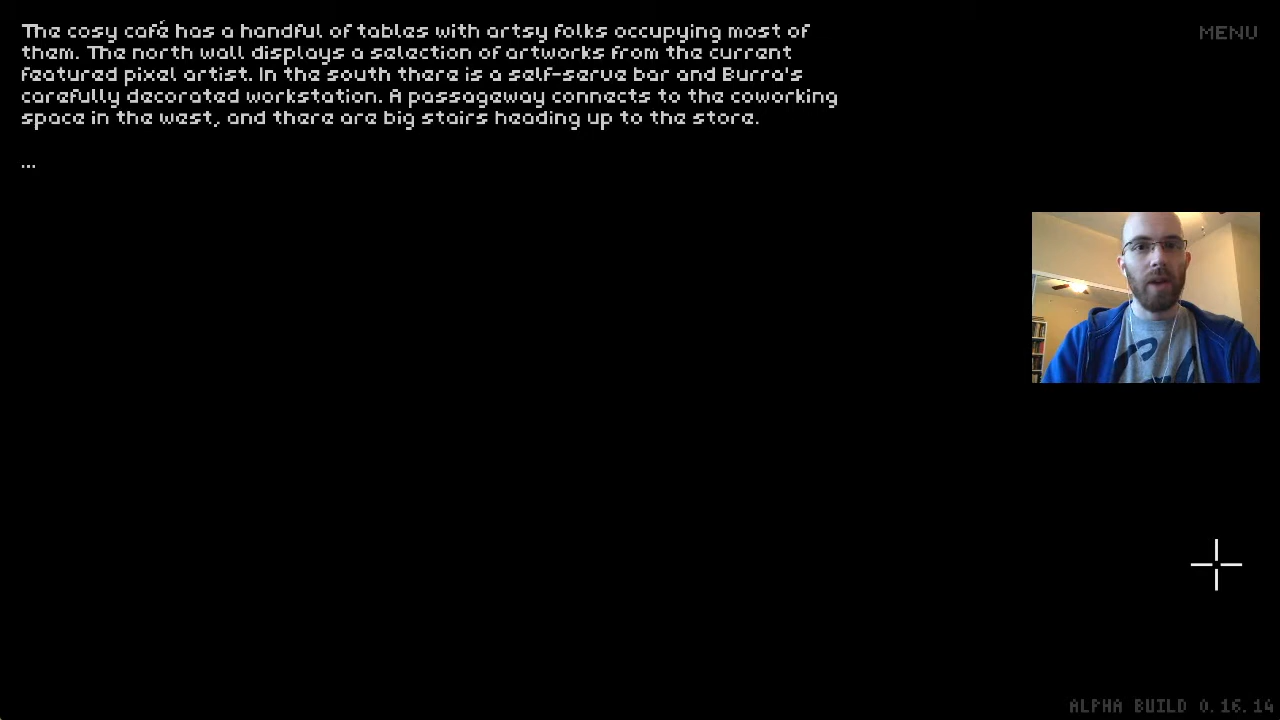 The cosy café has a handful of tables with artsy folks occupying most of
them. The north wall displays a selection of artworks from the current
featured pixel artist. In the south there is a self-serve bar and Burra's
carefully decorated workstation. A passageway connects to the coworking
space in the west, and there are big stairs heading up to the store.
...
MENU
ALPHA BUILD 0.16.14